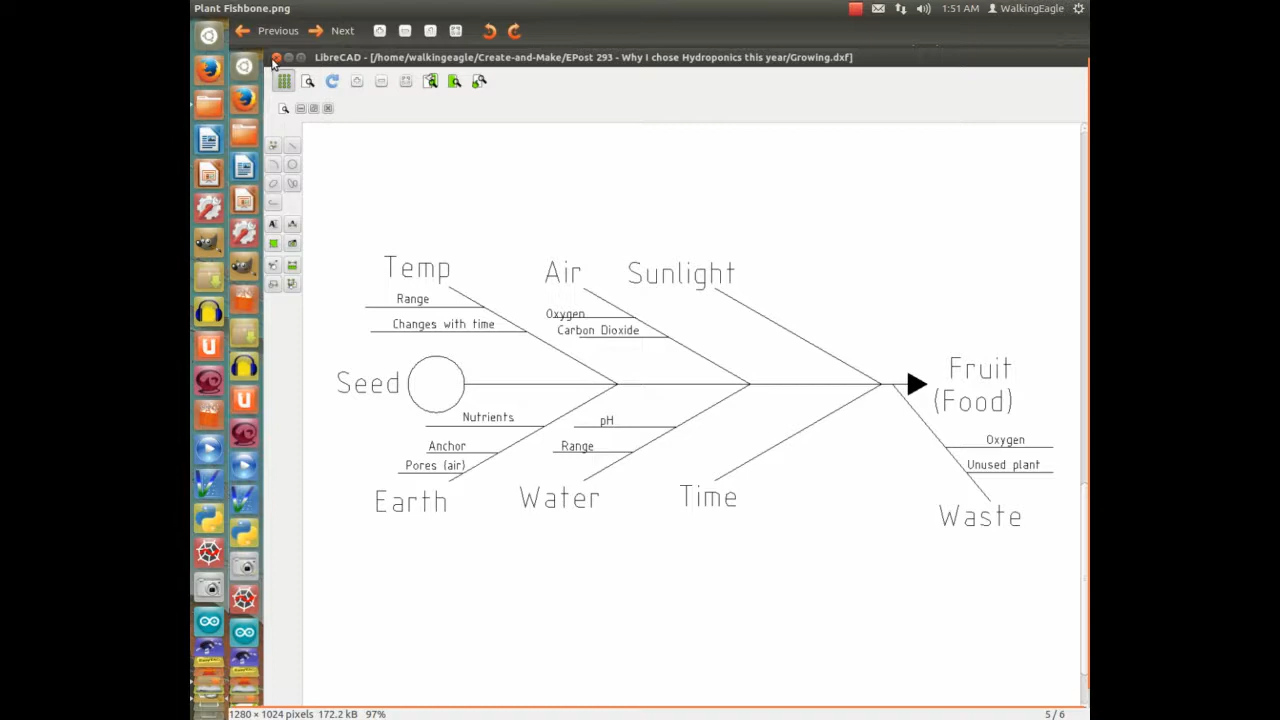 Plant Fishbone.png
1:51 AM
WalkingEagle
Previous
Next
LibreCAD - [/home/walkingeagle/Create-and-Make/EPost 293 - Why I chose Hydroponics this year/Growing.dxf]
Temp
Air
Sunlight
Range
Changes with time
Oxygen
Carbon Dioxide
Seed
Fruit
(Food)
Nutrients
Anchor
Pores (air)
pH
Range
Oxygen
Unused plant
Earth
Water
Time
Waste
1280 × 1024 pixels 172.2 kB 97%
5 / 6